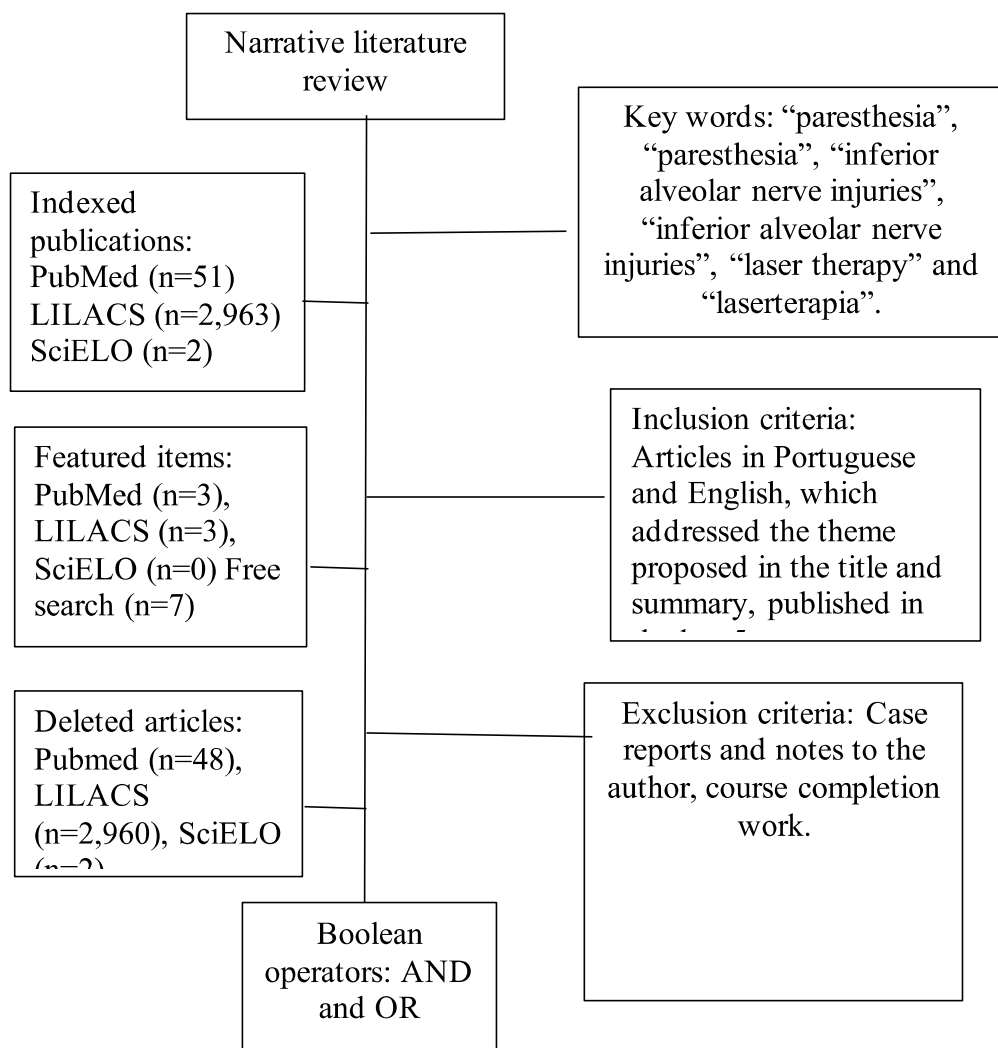 Narrative literature
review
Key words: “paresthesia”,
“paresthesia”, “inferior
alveolar nerve injuries”,
“inferior alveolar nerve
injuries”, “laser therapy” and
“laserterapia”.
Indexed
publications:
PubMed (n=51)
LILACS (n=2,963)
SciELO (n=2)
Inclusion criteria:
Articles in Portuguese
and English, which
addressed the theme
proposed in the title and
summary, published in
Featured items:
PubMed (n=3),
LILACS (n=3),
SciELO (n=0) Free
search (n=7)
Exclusion criteria: Case
reports and notes to the
author, course completion
work.
Deleted articles:
Pubmed (n=48),
LILACS
(n=2,960), SciELO
(n=2)
Boolean
operators: AND
and OR